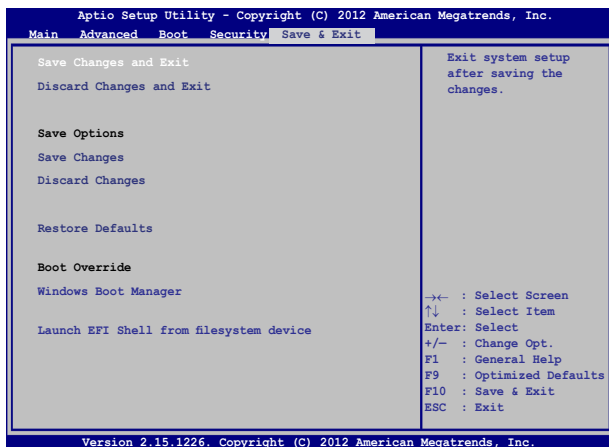 Aptio Setup Utility - Copyright (C) 2012 American Megatrends, Inc.
Main Advanced Boot Security Save & Exit
Save Changes and Exit
Discard Changes and Exit
Save Options
Save Changes
Discard Changes
Restore Defaults
Boot Override
Windows Boot Manager
Launch EFI Shell from filesystem device
Exit system setup
after saving the
changes.
→← : Select Screen
↑↓ : Select Item
Enter: Select
+/— : Change Opt.
F1 : General Help
F9 : Optimized Defaults
F10 : Save & Exit
ESC : Exit
Version 2.15.1226. Copyright (C) 2012 American Megatrends, Inc.